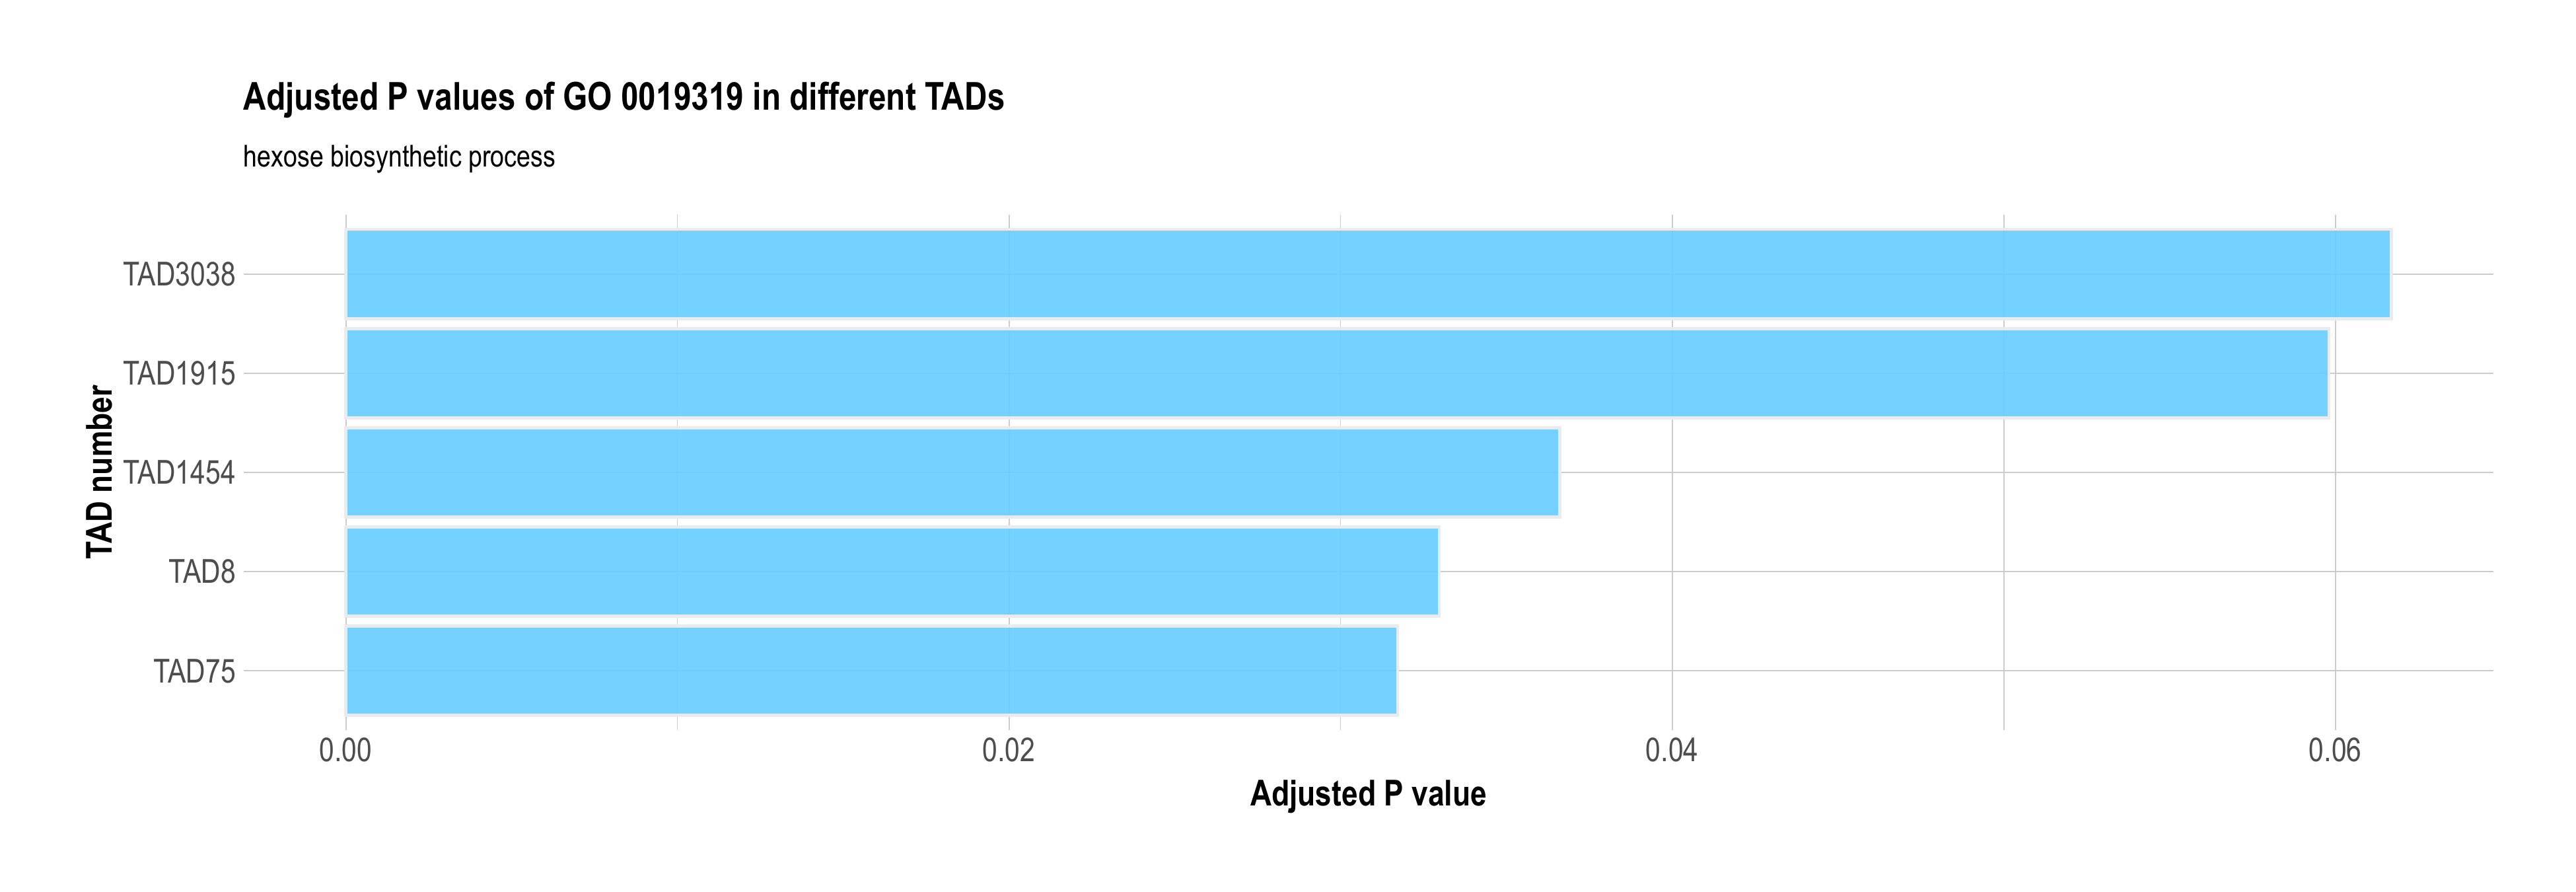 Adjusted P values of GO 0019319 in different TADs
hexose biosynthetic process
TAD number
TAD3038
TAD1915
TAD1454
TAD8
TAD75
0.00 0.02 0.04 0.06
Adjusted P value